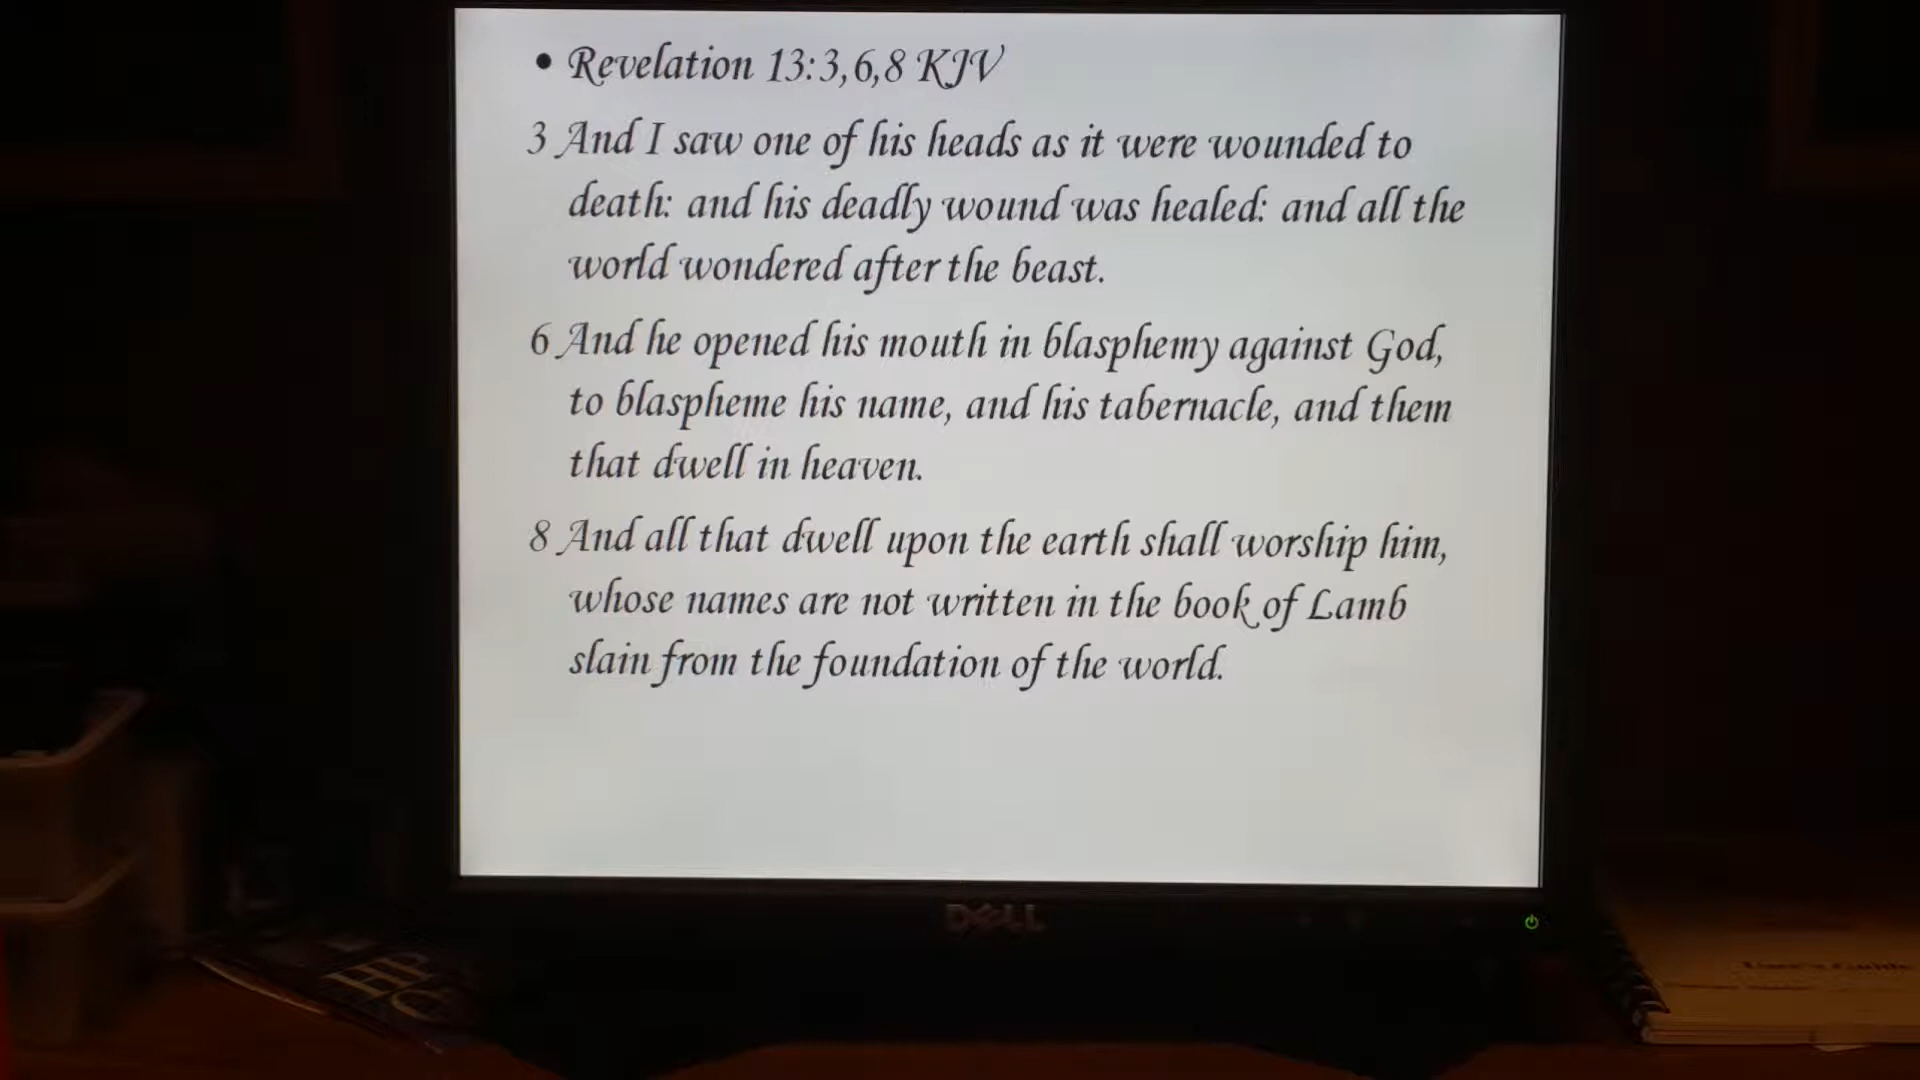 • Revelation 13:3,6,8 KJV
3 And I saw one of his heads as it were wounded to
death: and his deadly wound was healed: and all the
world wondered after the beast.
6 And he opened his mouth in blasphemy against God,
to blaspheme his name, and his tabernacle, and them
that dwell in heaven.
8 And all that dwell upon the earth shall worship him,
whose names are not written in the book of Lamb
slain from the foundation of the world.
DELL
User's Guide